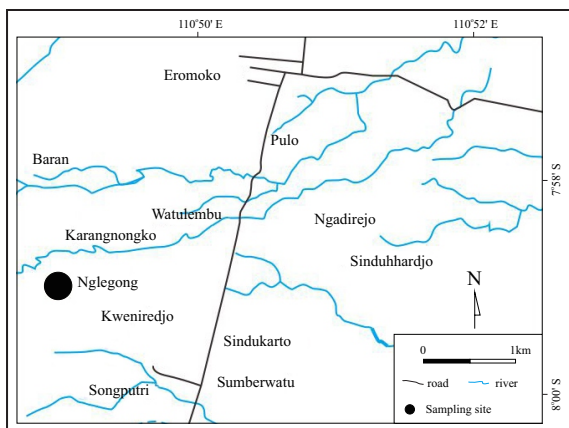 110°50' E
110°52' E
Eromoko
Pulo
Baran
7°58' S
Watulembu
Ngadirejo
Karangnongko
Sinduhhardjo
Nglegong
N
Kweniredjo
Sindukarto
0 1km
road river
Sumberwatu
Songputri
8°00' S
Sampling site